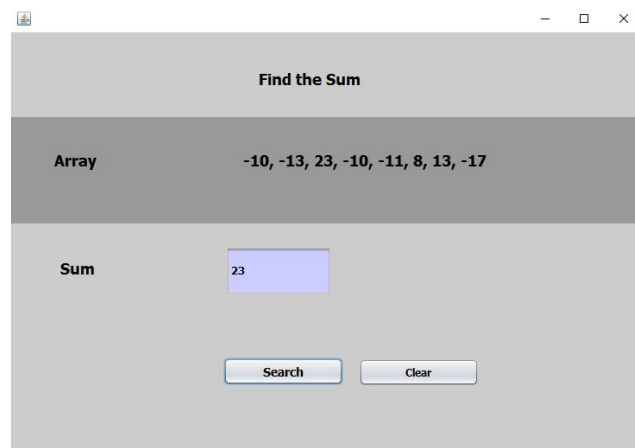 Find the Sum
Array -10, -13, 23, -10, -11, 8, 13, -17
Sum 23
Search Clear